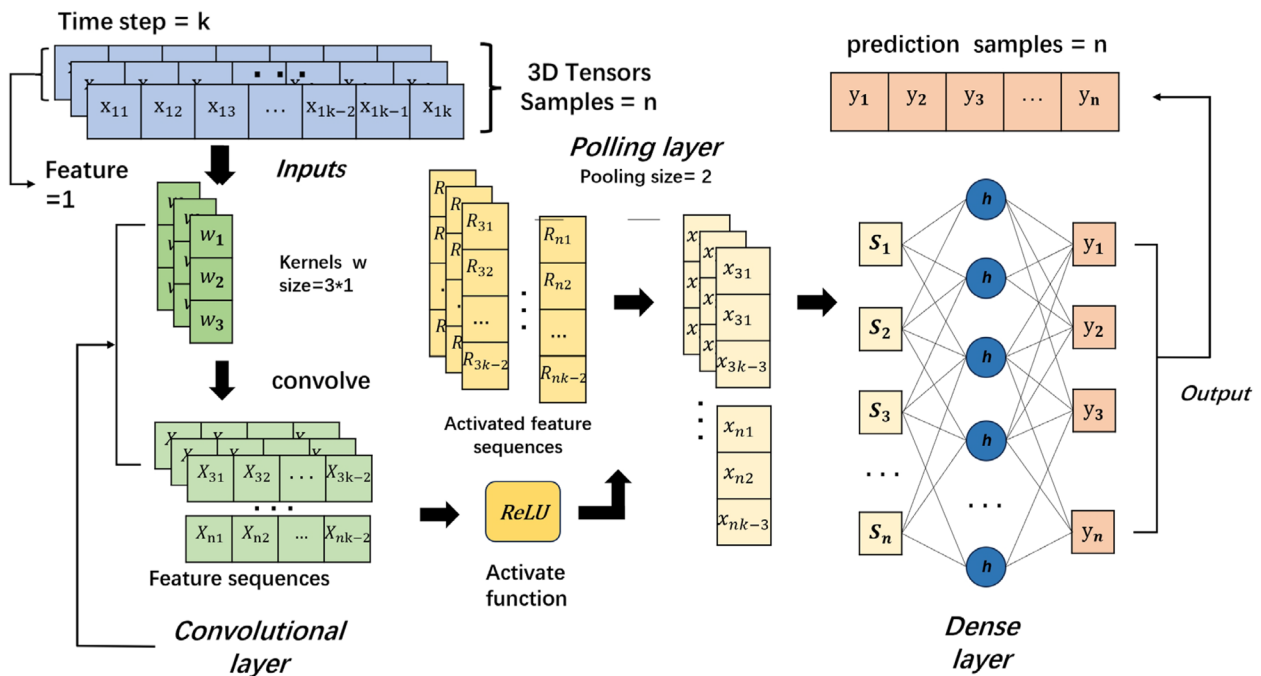 Time step = k
x₁₁ x₁₂ x₁₃ ... x₁ₖ₋₂ x₁ₖ₋₁ x₁ₖ
3D Tensors
Samples = n
Feature
=1
Inputs
w₁
w₂
w₃
Kernels w
size=3*1
convolve
X₃₁ X₃₂ ... X₃ₖ₋₂
...
Xₙ₁ Xₙ₂ ... Xₙₖ₋₂
Feature sequences
Convolutional
layer
Polling layer
Pooling size= 2
R
R
R₃₁
R₃₂
...
R₃ₖ₋₂
Rₙ₁
Rₙ₂
...
Rₙₖ₋₂
Activated feature
sequences
ReLU
Activate
function
x₃₁
x₃₁
x₃ₖ₋₃
xₙ₁
xₙ₂
xₙₖ₋₃
prediction samples = n
y₁ y₂ y₃ ... yₙ
S₁
S₂
S₃
...
Sₙ
h
h
h
h
...
h
y₁
y₂
y₃
yₙ
Output
Dense
layer